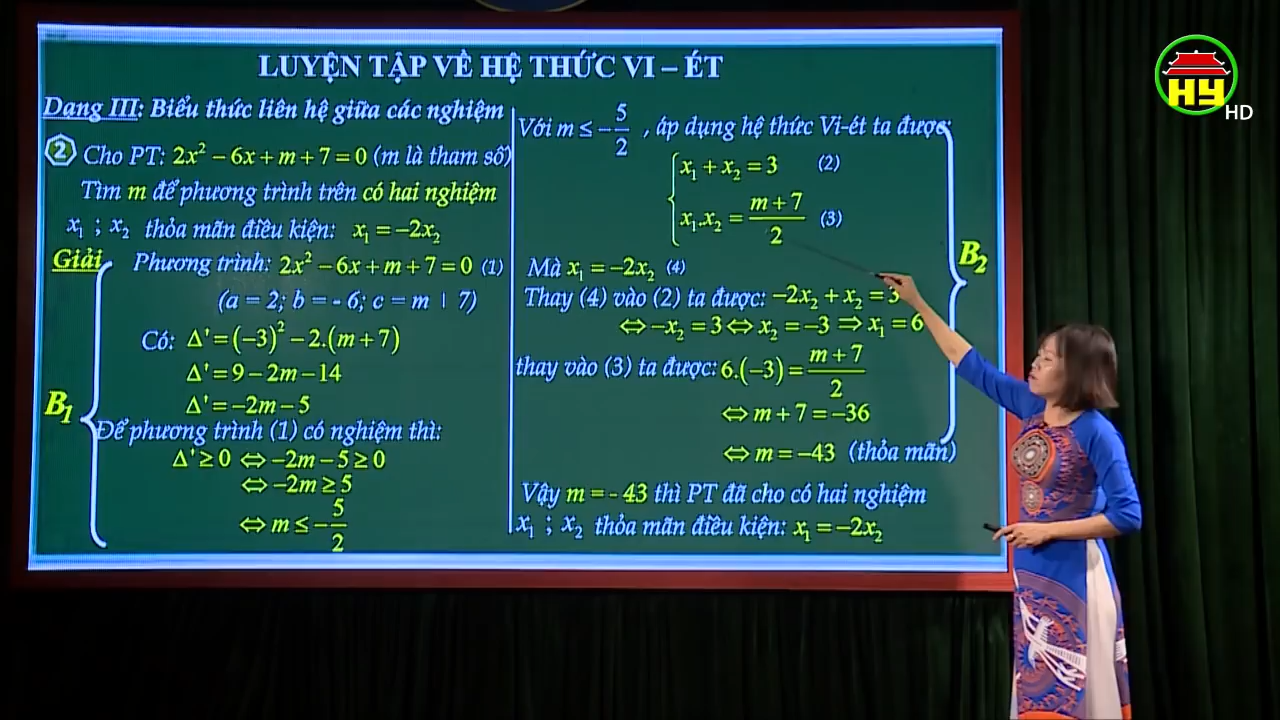 LUYỆN TẬP VỀ HỆ THỨC VI – ÉT
Dạng III: Biểu thức liên hệ giữa các nghiệm
2 Cho PT: 2x² − 6x + m + 7 = 0 (m là tham số)
Tìm m để phương trình trên có hai nghiệm
x₁ ; x₂ thỏa mãn điều kiện: x₁ = −2x₂
Giải
Phương trình: 2x² − 6x + m + 7 = 0 (1)
(a = 2; b = - 6; c = m + 7)
Có: Δ' = (−3)² − 2.(m + 7)
Δ' = 9 − 2m − 14
Δ' = −2m − 5
B₁
Để phương trình (1) có nghiệm thì:
Δ' ≥ 0 ⇔ −2m − 5 ≥ 0
⇔ −2m ≥ 5
⇔ m ≤ −5/2
Với m ≤ −5/2 , áp dụng hệ thức Vi-ét ta được:
x₁ + x₂ = 3 (2)
x₁.x₂ = (m + 7)/2 (3)
B₂
Mà x₁ = −2x₂ (4)
Thay (4) vào (2) ta được: −2x₂ + x₂ = 3
⇔ −x₂ = 3 ⇔ x₂ = −3 ⇒ x₁ = 6
thay vào (3) ta được: 6.(−3) = (m + 7)/2
⇔ m + 7 = −36
⇔ m = −43 (thỏa mãn)
Vậy m = - 43 thì PT đã cho có hai nghiệm
x₁ ; x₂ thỏa mãn điều kiện: x₁ = −2x₂
HY
HD